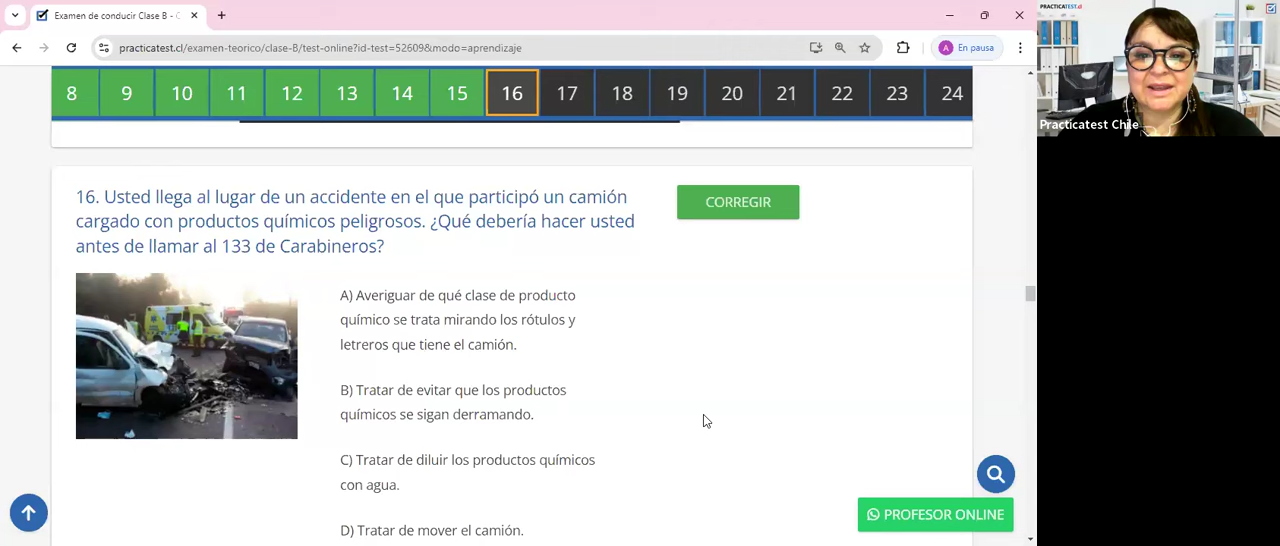 Examen de conducir Clase B - C
practicatest.cl/examen-teorico/clase-B/test-online?id-test=52609&modo=aprendizaje
A En pausa
8 9 10 11 12 13 14 15 16 17 18 19 20 21 22 23 24
16. Usted llega al lugar de un accidente en el que participó un camión
cargado con productos químicos peligrosos. ¿Qué debería hacer usted
antes de llamar al 133 de Carabineros?
CORREGIR
A) Averiguar de qué clase de producto
químico se trata mirando los rótulos y
letreros que tiene el camión.
B) Tratar de evitar que los productos
químicos se sigan derramando.
C) Tratar de diluir los productos químicos
con agua.
D) Tratar de mover el camión.
PROFESOR ONLINE
PRACTICATEST.cl
Practicatest Chile